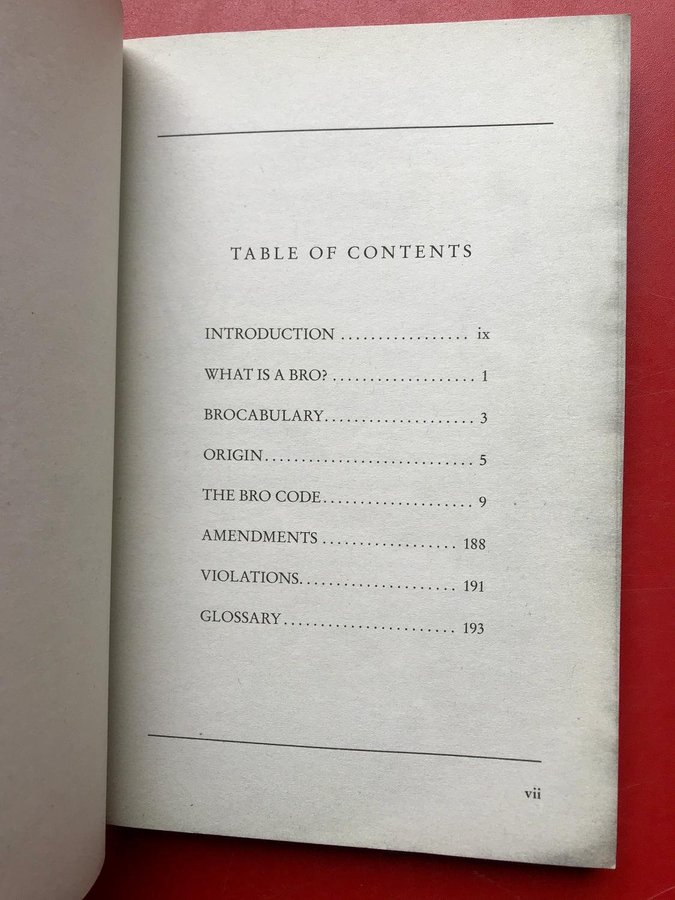 TABLE OF CONTENTS
INTRODUCTION .................. ix
WHAT IS A BRO? .................... 1
BROCABULARY..................... 3
ORIGIN............................. 5
THE BRO CODE..................... 9
AMENDMENTS ................... 188
VIOLATIONS...................... 191
GLOSSARY........................ 193
vii